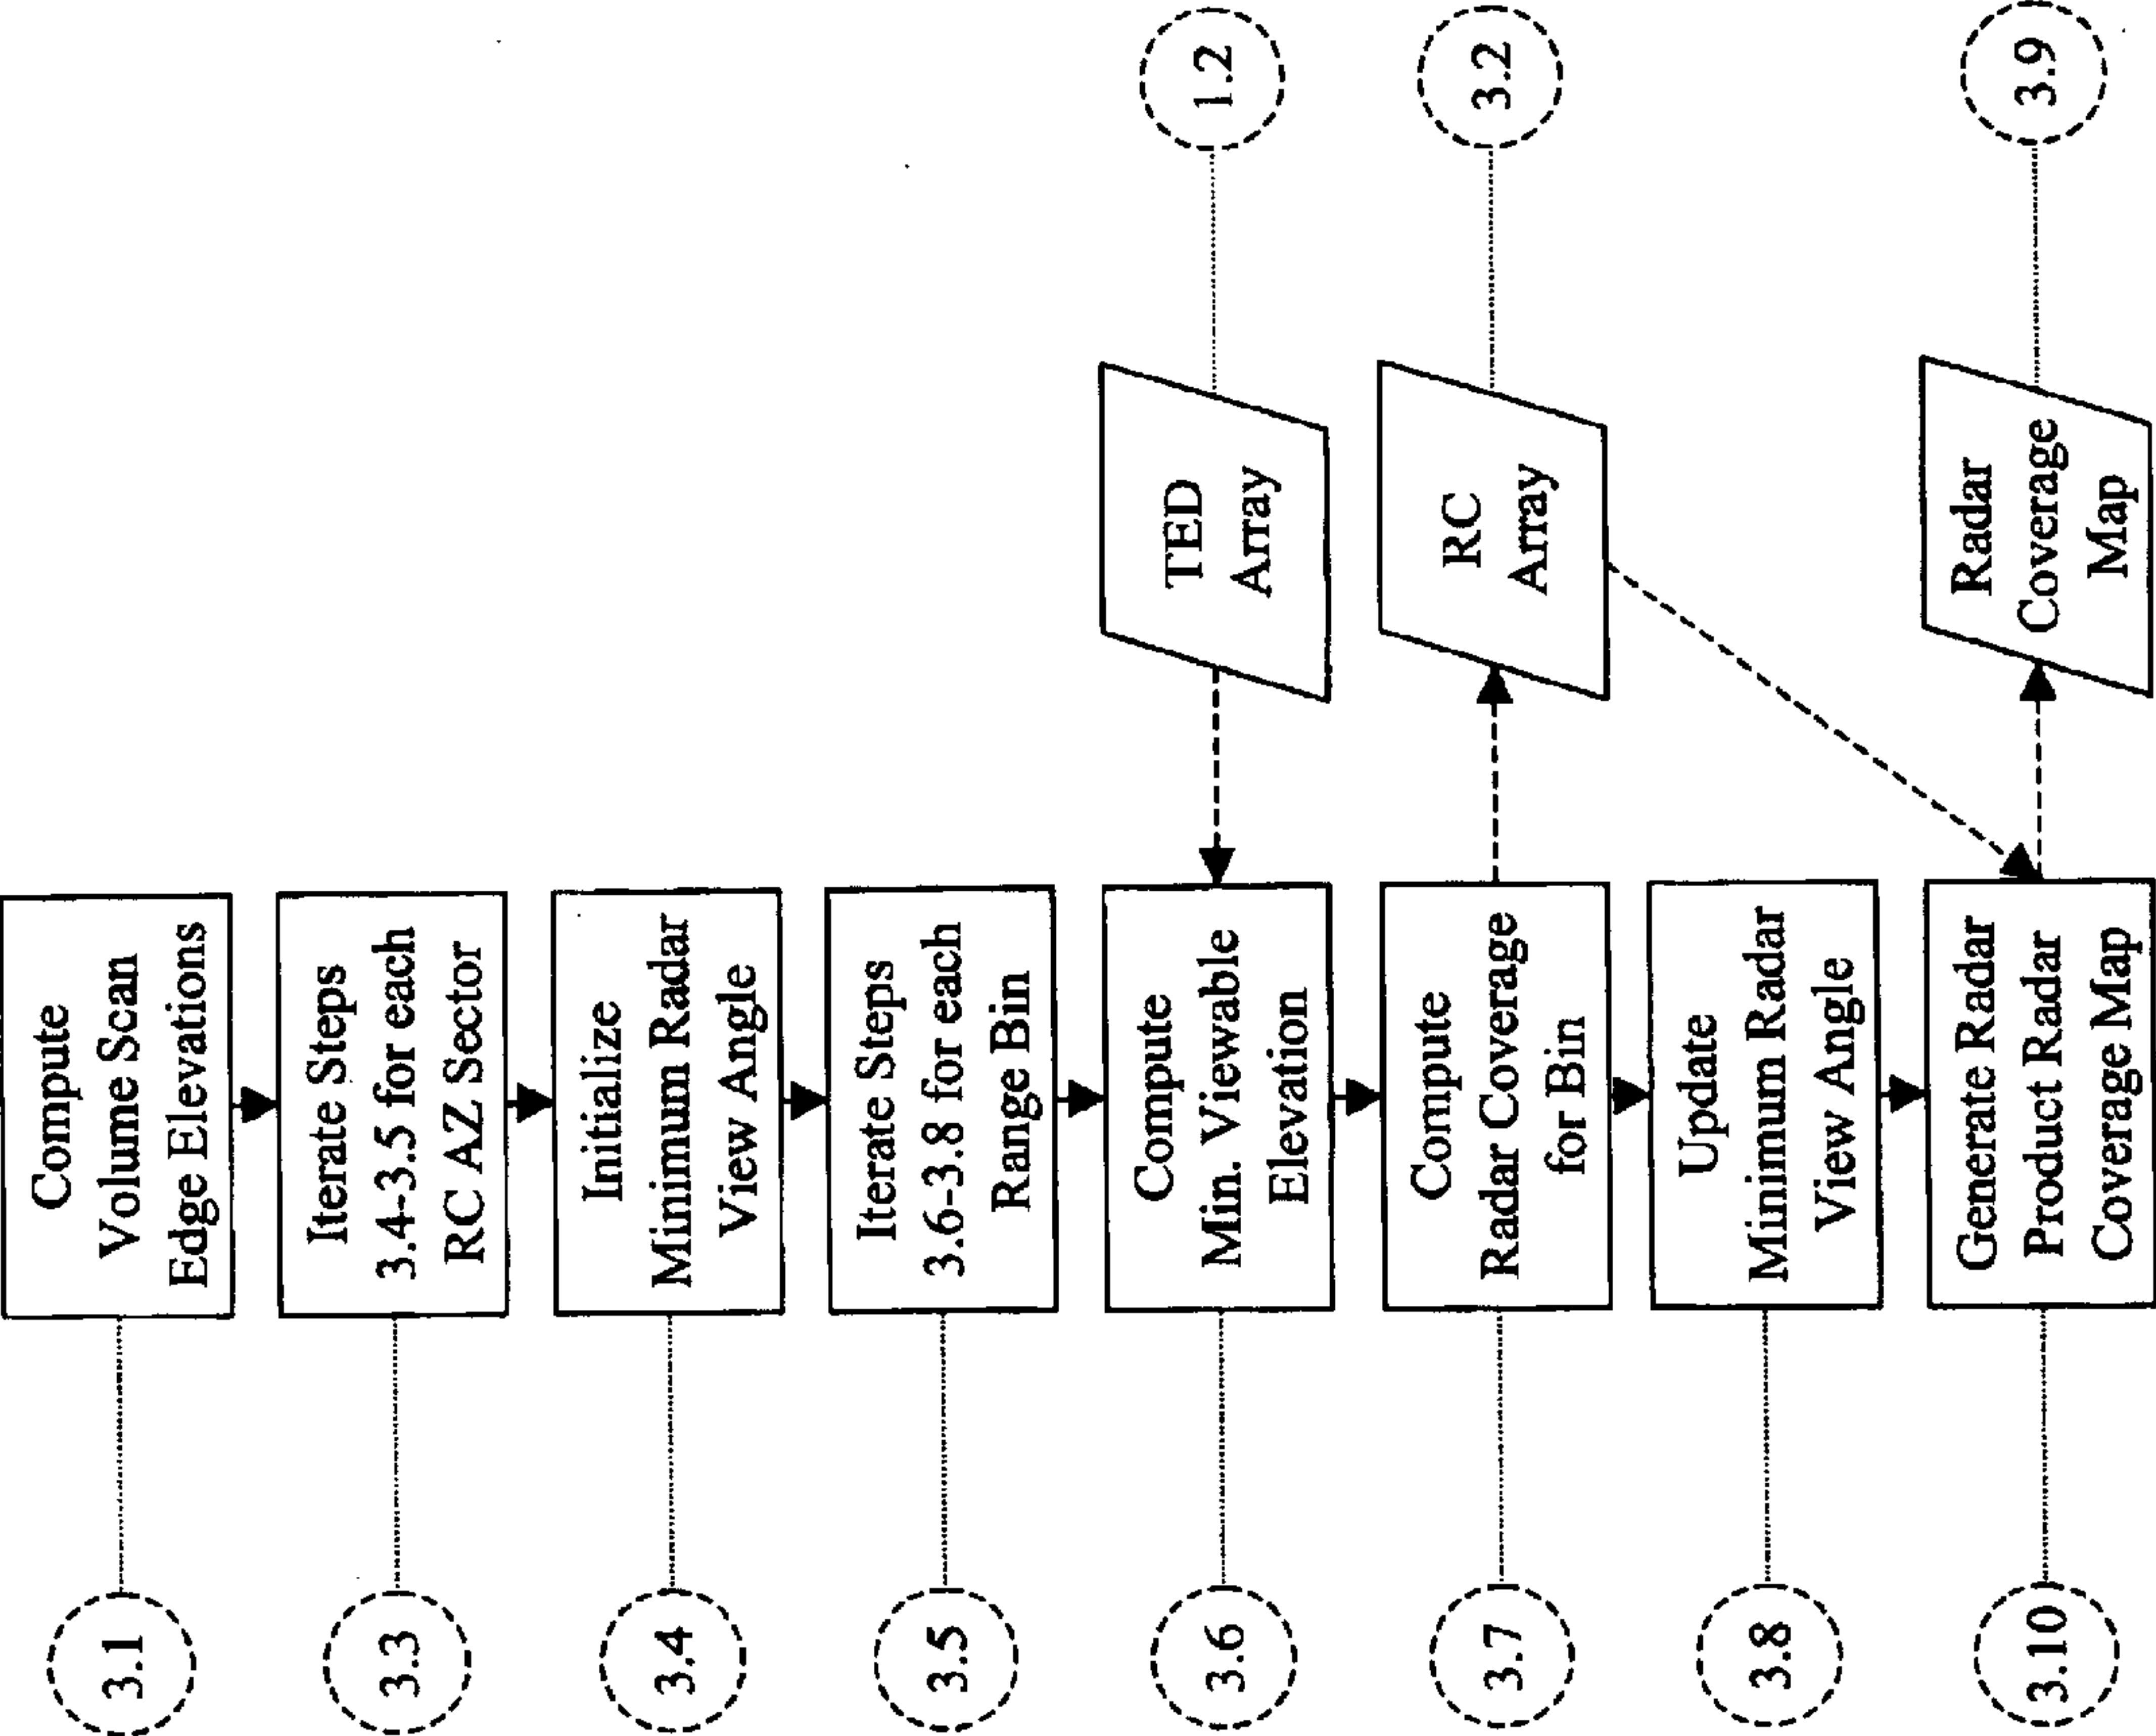 3.1
Compute
Volume Scan
Edge Elevations
3.3
Iterate Steps
3.4-3.5 for each
RC AZ Sector
3.4
Initialize
Minimum Radar
View Angle
3.5
Iterate Steps
3.6-3.8 for each
Range Bin
3.6
Compute
Min. Viewable
Elevation
TED
Array
1.2
3.7
Compute
Radar Coverage
for Bin
RC
Array
3.2
3.8
Update
Minimum Radar
View Angle
3.10
Generate Radar
Product Radar
Coverage Map
Radar
Coverage
Map
3.9